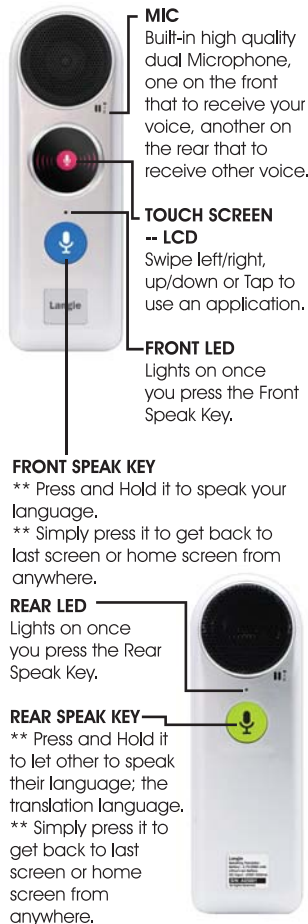 MIC
Built-in high quality
dual Microphone,
one on the front
that to receive your
voice, another on
the rear that to
receive other voice.
TOUCH SCREEN
-- LCD
Swipe left/right,
up/down or Tap to
use an application.
FRONT LED
Lights on once
you press the Front
Speak Key.
Langie
FRONT SPEAK KEY
** Press and Hold it to speak your
language.
** Simply press it to get back to
last screen or home screen from
anywhere.
REAR LED
Lights on once
you press the Rear
Speak Key.
REAR SPEAK KEY
** Press and Hold it
to let other to speak
their language; the
translation language.
** Simply press it to
get back to last
screen or home
screen from
anywhere.
Langie